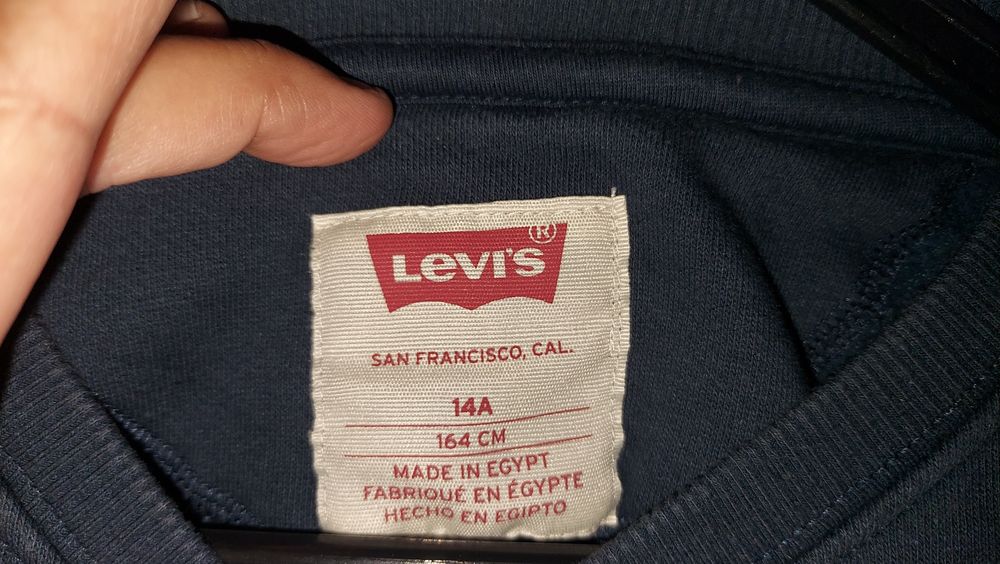 LEVI'S®
SAN FRANCISCO, CAL.
14A
164 CM
MADE IN EGYPT
FABRIQUÉ EN ÉGYPTE
HECHO EN EGIPTO